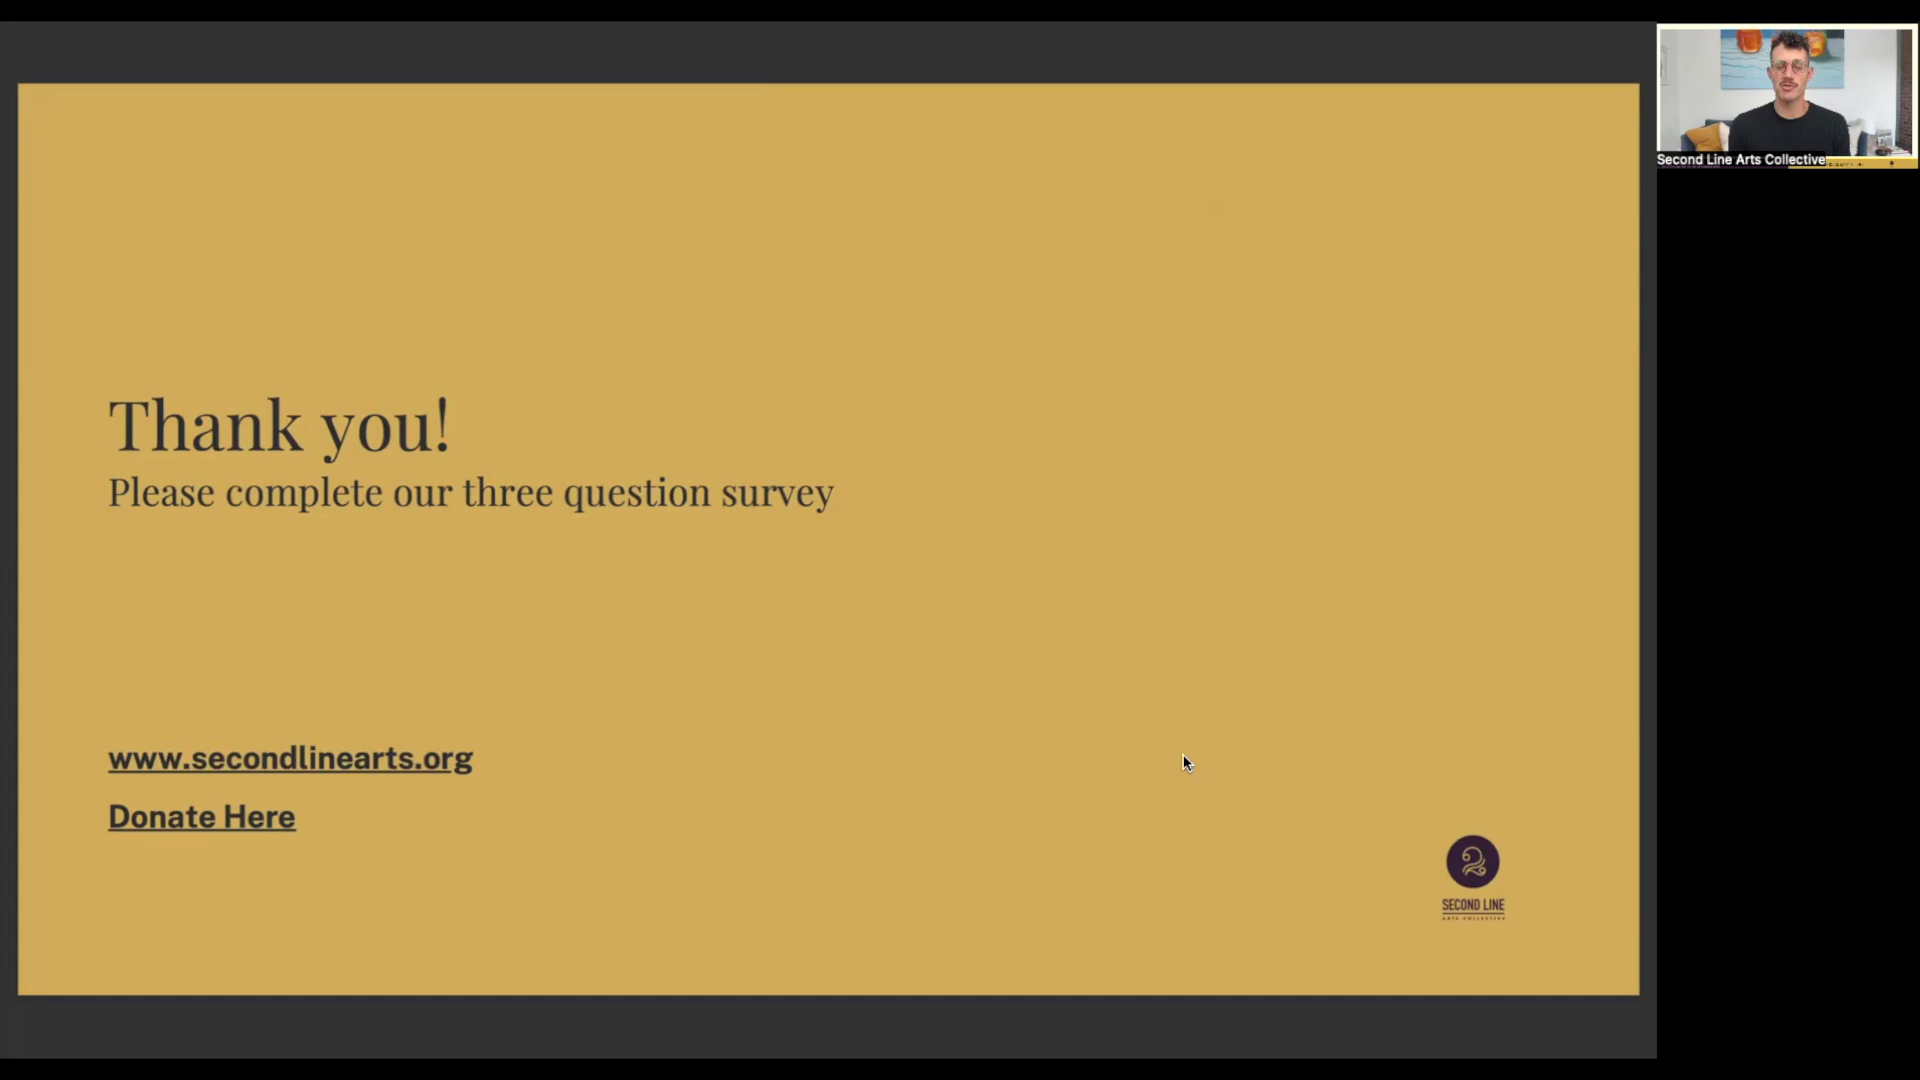 Second Line Arts Collective
Thank you!
Please complete our three question survey
www.secondlinearts.org
Donate Here
SECOND LINE
ARTS COLLECTIVE